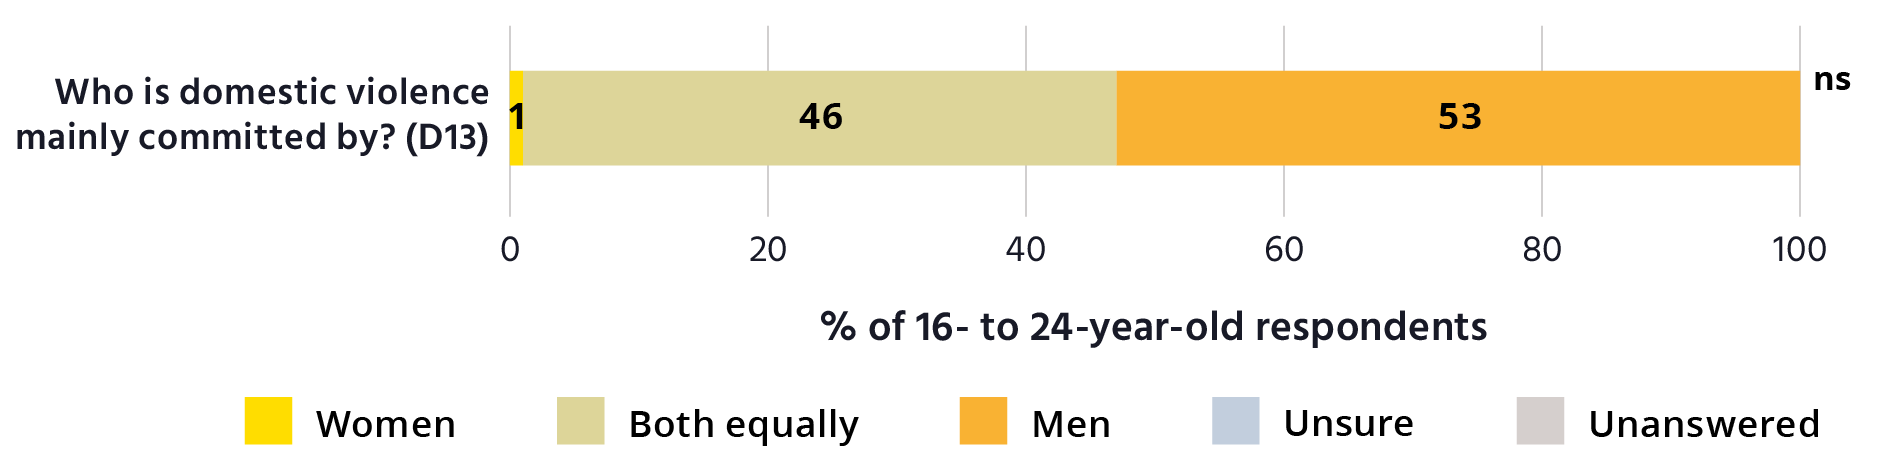 Who is domestic violence
mainly committed by? (D13)
1 46 53 ns
0 20 40 60 80 100
% of 16- to 24-year-old respondents
Women Both equally Men Unsure Unanswered